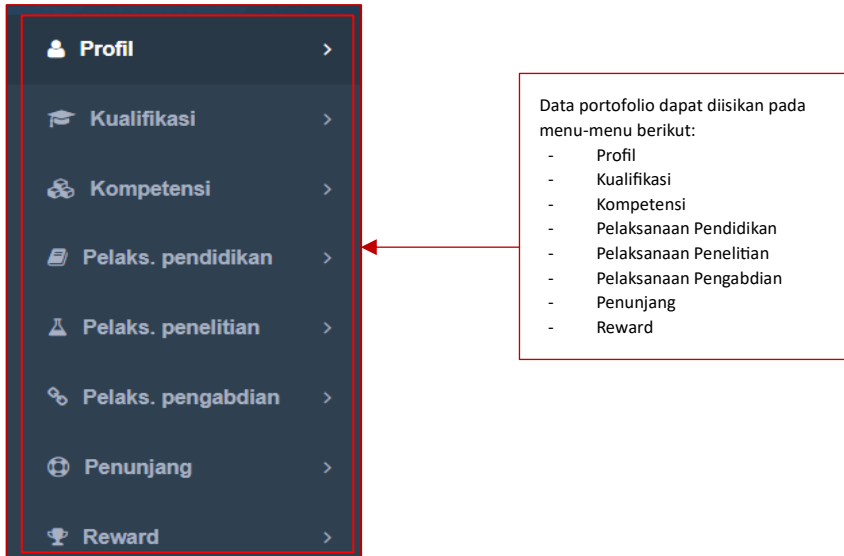 Profil
Kualifikasi
Kompetensi
Pelaks. pendidikan
Pelaks. penelitian
Pelaks. pengabdian
Penunjang
Reward
Data portofolio dapat diisikan pada
menu-menu berikut:
- Profil
- Kualifikasi
- Kompetensi
- Pelaksanaan Pendidikan
- Pelaksanaan Penelitian
- Pelaksanaan Pengabdian
- Penunjang
- Reward